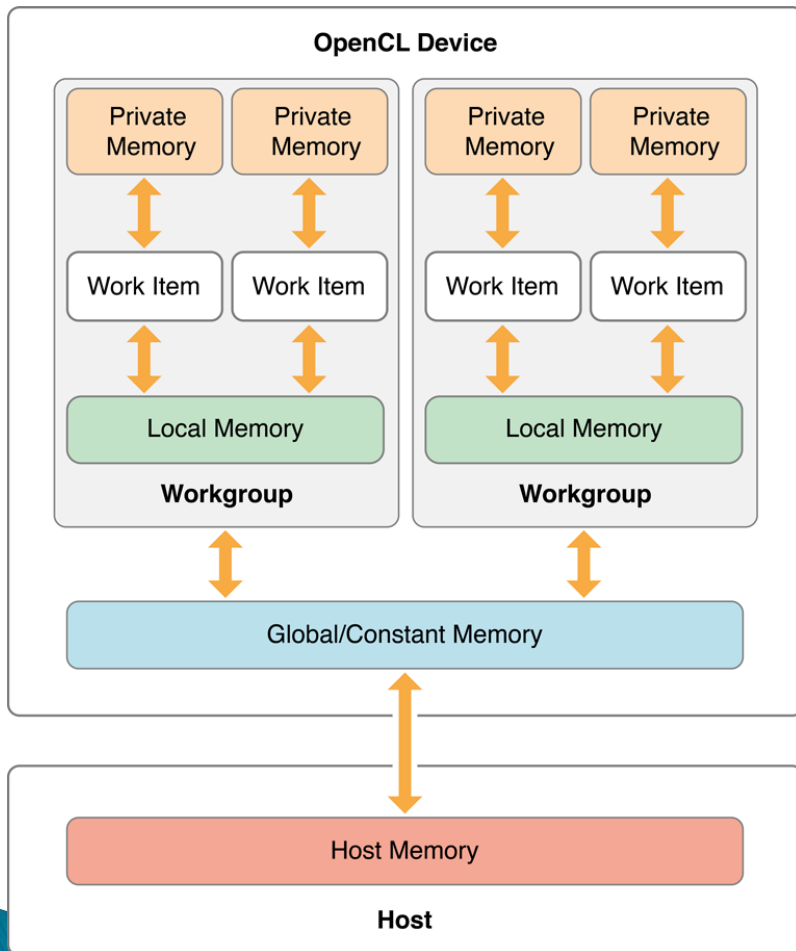 OpenCL Device
Private Memory
Private Memory
Private Memory
Private Memory
Work Item
Work Item
Work Item
Work Item
Local Memory
Local Memory
Workgroup
Workgroup
Global/Constant Memory
Host Memory
Host